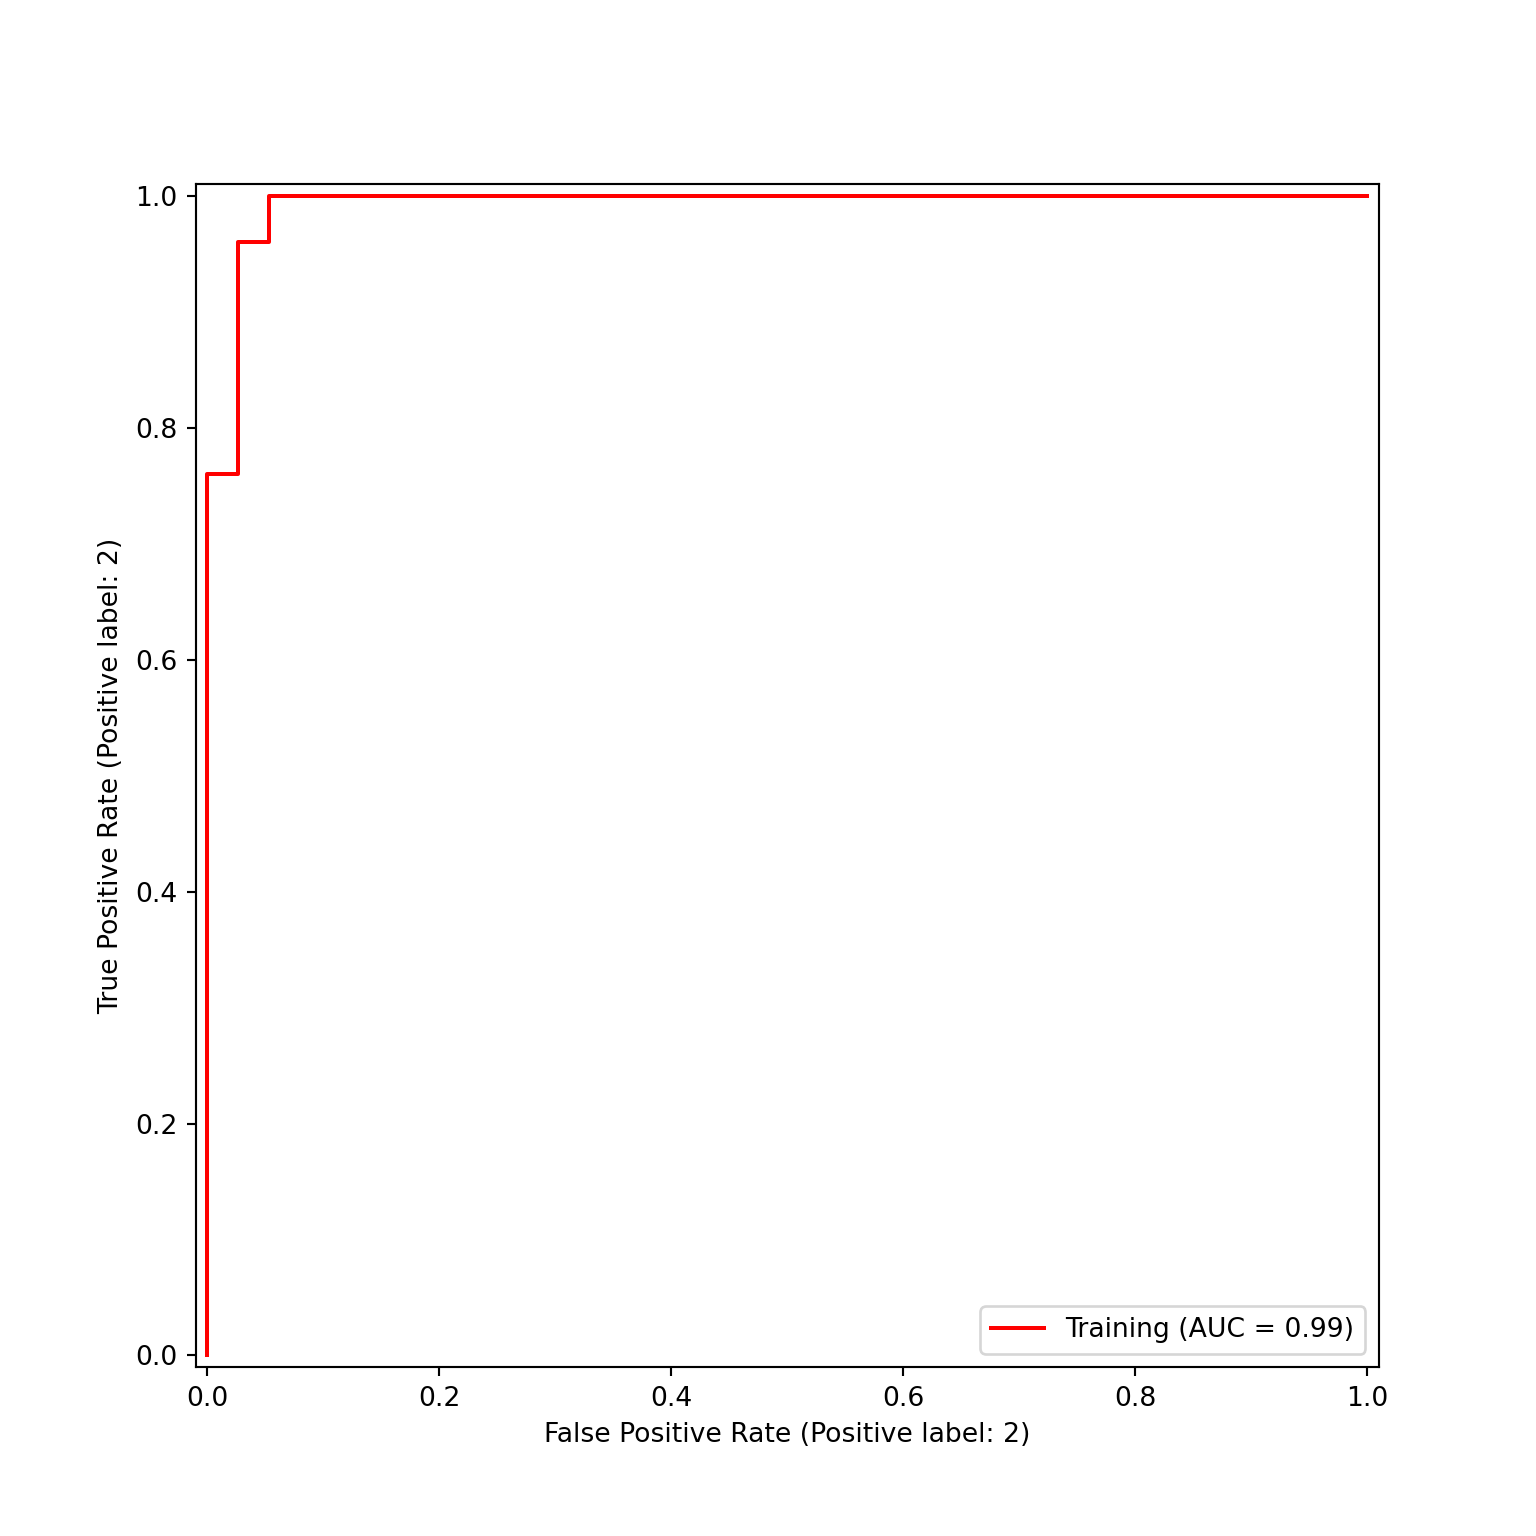 1.0
0.8
0.6
0.4
0.2
0.0
True Positive Rate (Positive label: 2)
Training (AUC = 0.99)
0.0 0.2 0.4 0.6 0.8 1.0
False Positive Rate (Positive label: 2)